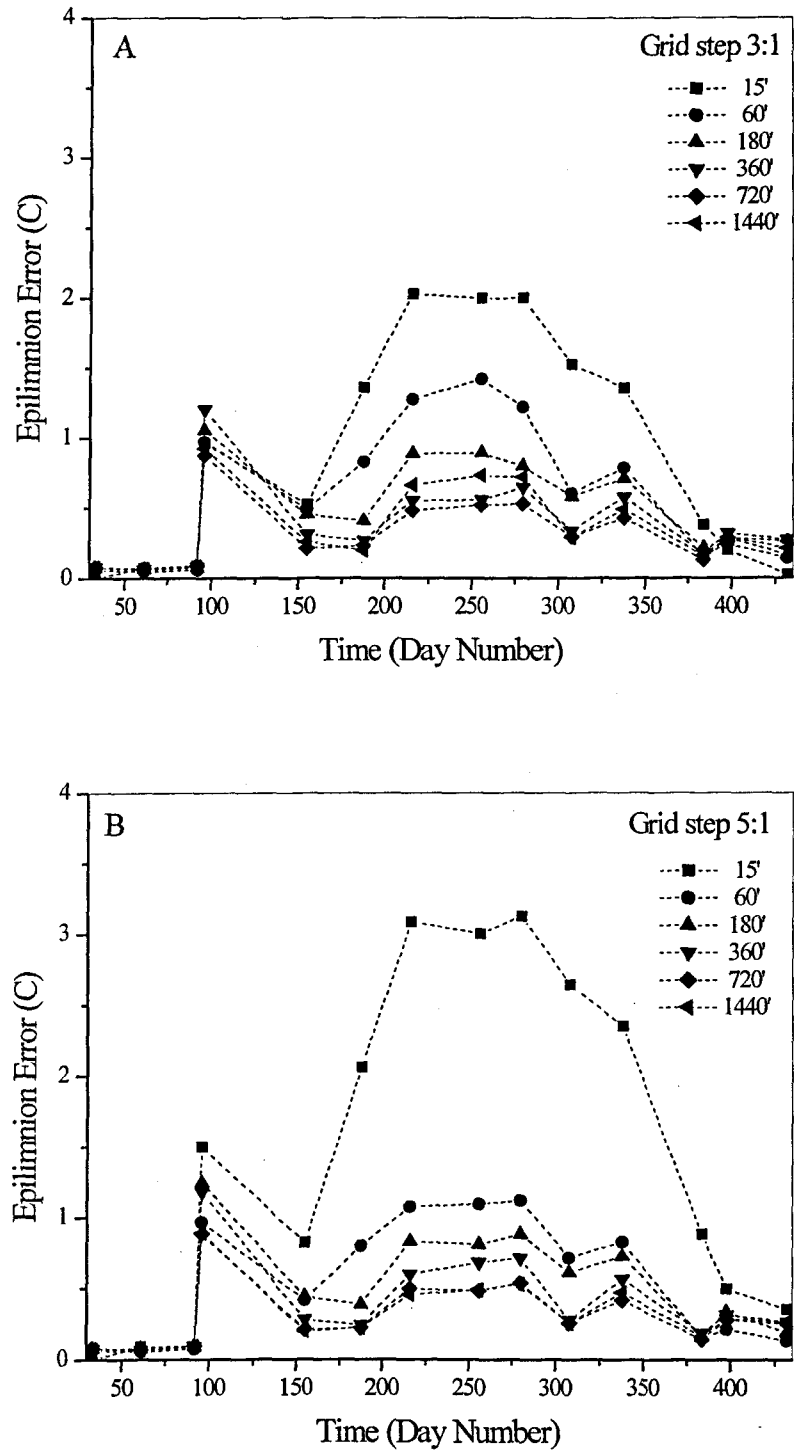 A
Grid step 3:1
15'
60'
180'
360'
720'
1440'
Epilimnion Error (C)
4
3
2
1
0
50 100 150 200 250 300 350 400
Time (Day Number)
B
Grid step 5:1
15'
60'
180'
360'
720'
1440'
Epilimnion Error (C)
4
3
2
1
0
50 100 150 200 250 300 350 400
Time (Day Number)